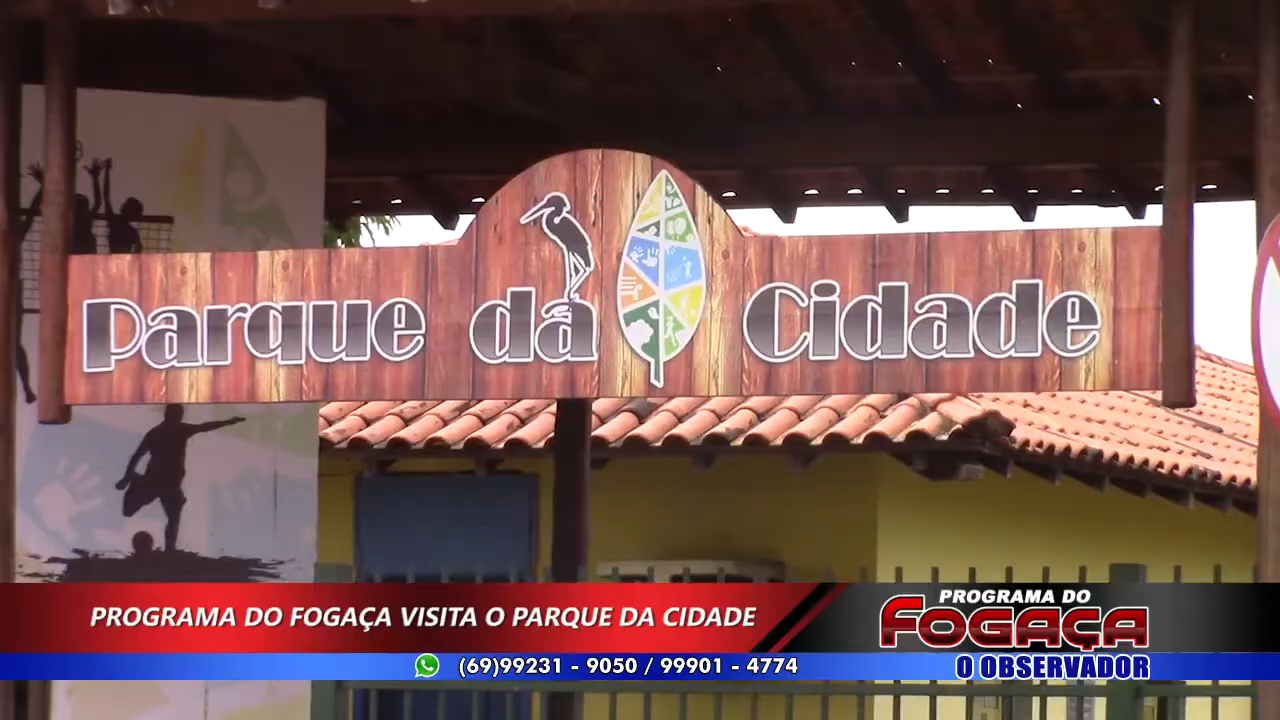 Parque da Cidade
PROGRAMA DO FOGAÇA VISITA O PARQUE DA CIDADE
PROGRAMA DO
FOGAÇA
(69)99231 - 9050 / 99901 - 4774
O OBSERVADOR